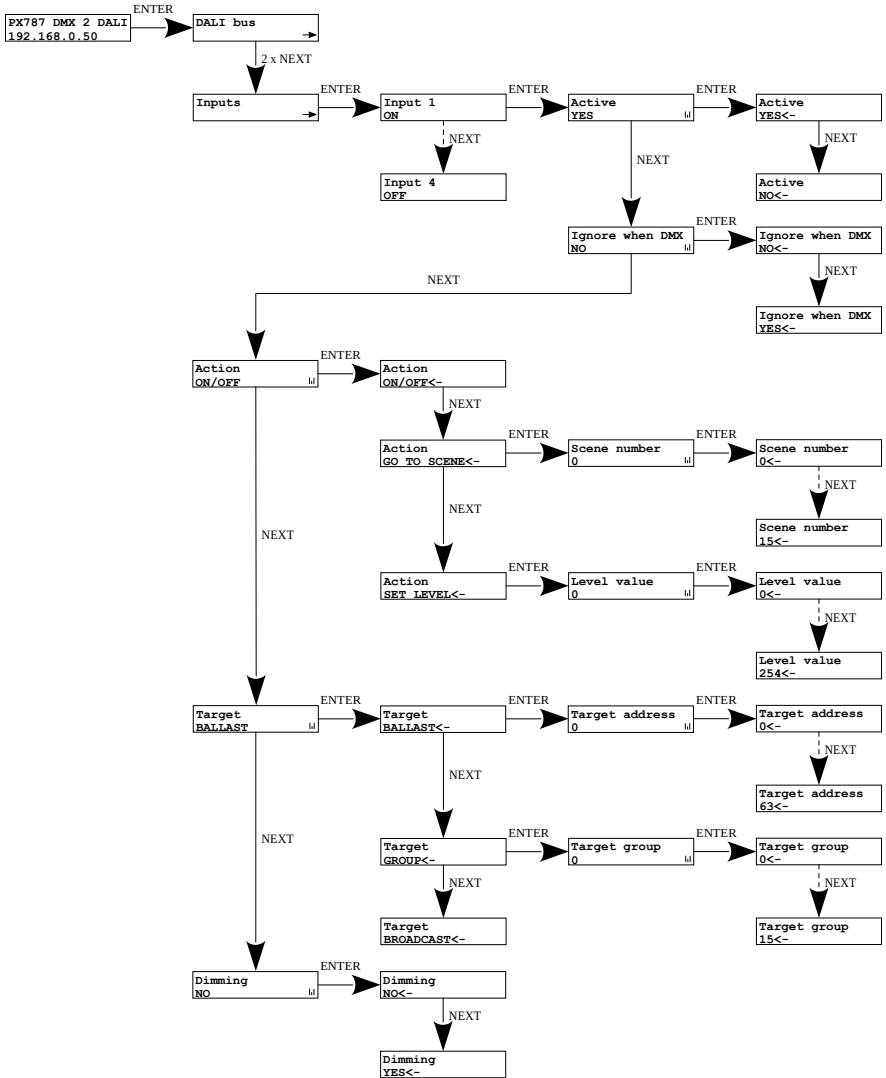 PX787 DMX 2 DALI
192.168.0.50
ENTER
DALI bus
2 x NEXT
Inputs
ENTER
Input 1
ON
ENTER
Active
YES
ENTER
Active
YES<-
NEXT
Input 4
OFF
NEXT
NEXT
Active
NO<-
Ignore when DMX
NO
ENTER
Ignore when DMX
NO<-
NEXT
Ignore when DMX
YES<-
NEXT
Action
ON/OFF
ENTER
Action
ON/OFF<-
NEXT
Action
GO TO SCENE<-
ENTER
Scene number
0
ENTER
Scene number
0<-
NEXT
Scene number
15<-
NEXT
NEXT
Action
SET LEVEL<-
ENTER
Level value
0
ENTER
Level value
0<-
NEXT
Level value
254<-
Target
BALLAST
ENTER
Target
BALLAST<-
ENTER
Target address
0
ENTER
Target address
0<-
NEXT
Target address
63<-
NEXT
NEXT
Target
GROUP<-
ENTER
Target group
0
ENTER
Target group
0<-
NEXT
Target group
15<-
NEXT
Target
BROADCAST<-
Dimming
NO
ENTER
Dimming
NO<-
NEXT
Dimming
YES<-